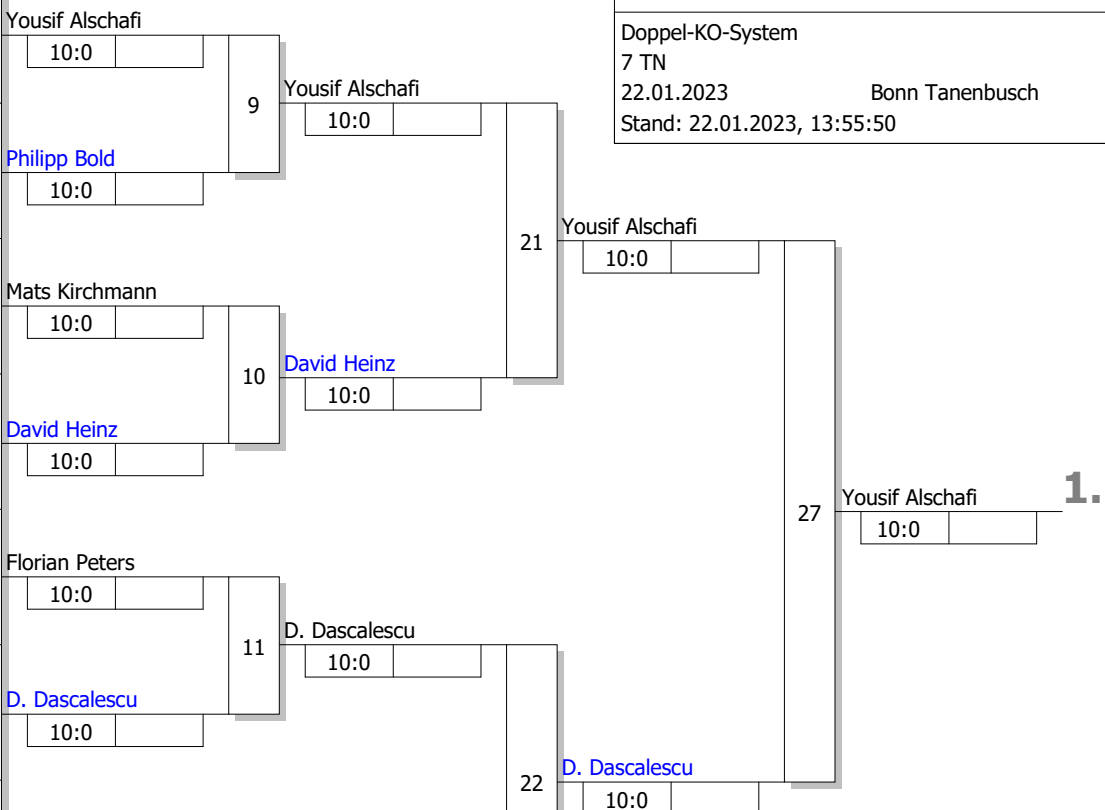 Yousif Alschafi
10:0
9
Philipp Bold
10:0
Mats Kirchmann
10:0
10
David Heinz
10:0
Florian Peters
10:0
11
D. Dascalescu
10:0
Yousif Alschafi
10:0
21
David Heinz
10:0
D. Dascalescu
10:0
22
Yousif Alschafi
10:0
27
D. Dascalescu
10:0
Yousif Alschafi
10:0
1.
Doppel-KO-System
7 TN
22.01.2023 Bonn Tanenbusch
Stand: 22.01.2023, 13:55:50